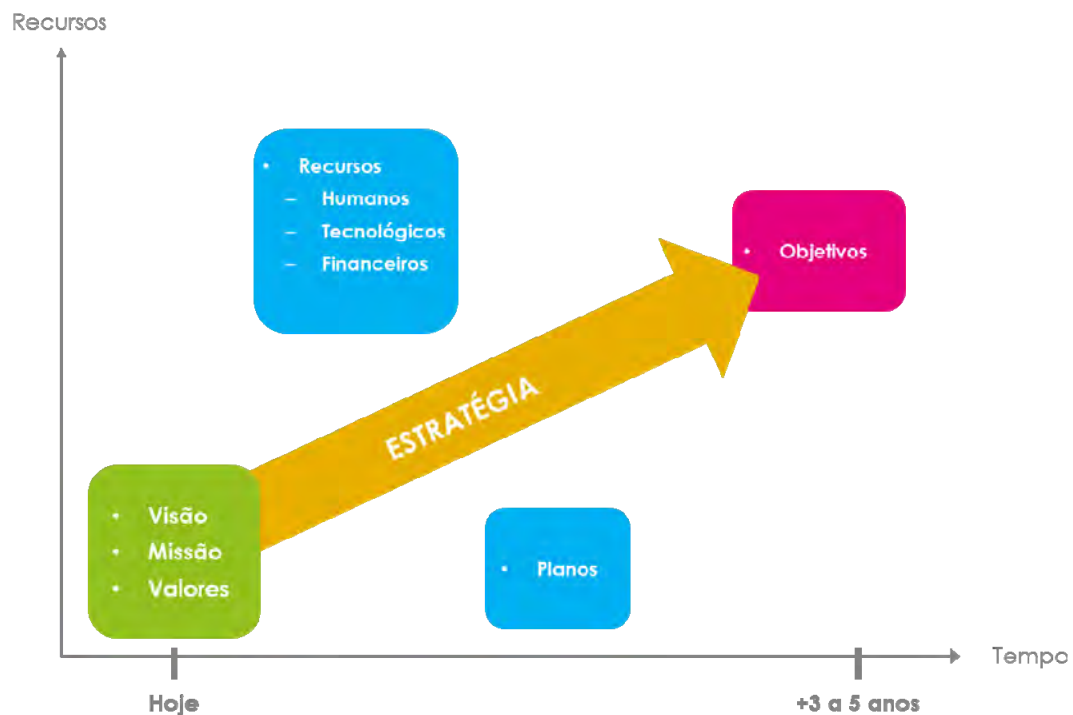 Recursos
• Recursos
– Humanos
– Tecnológicos
– Financeiros
• Objetivos
ESTRATÉGIA
• Visão
• Missão
• Valores
• Planos
Tempo
Hoje
+3 a 5 anos